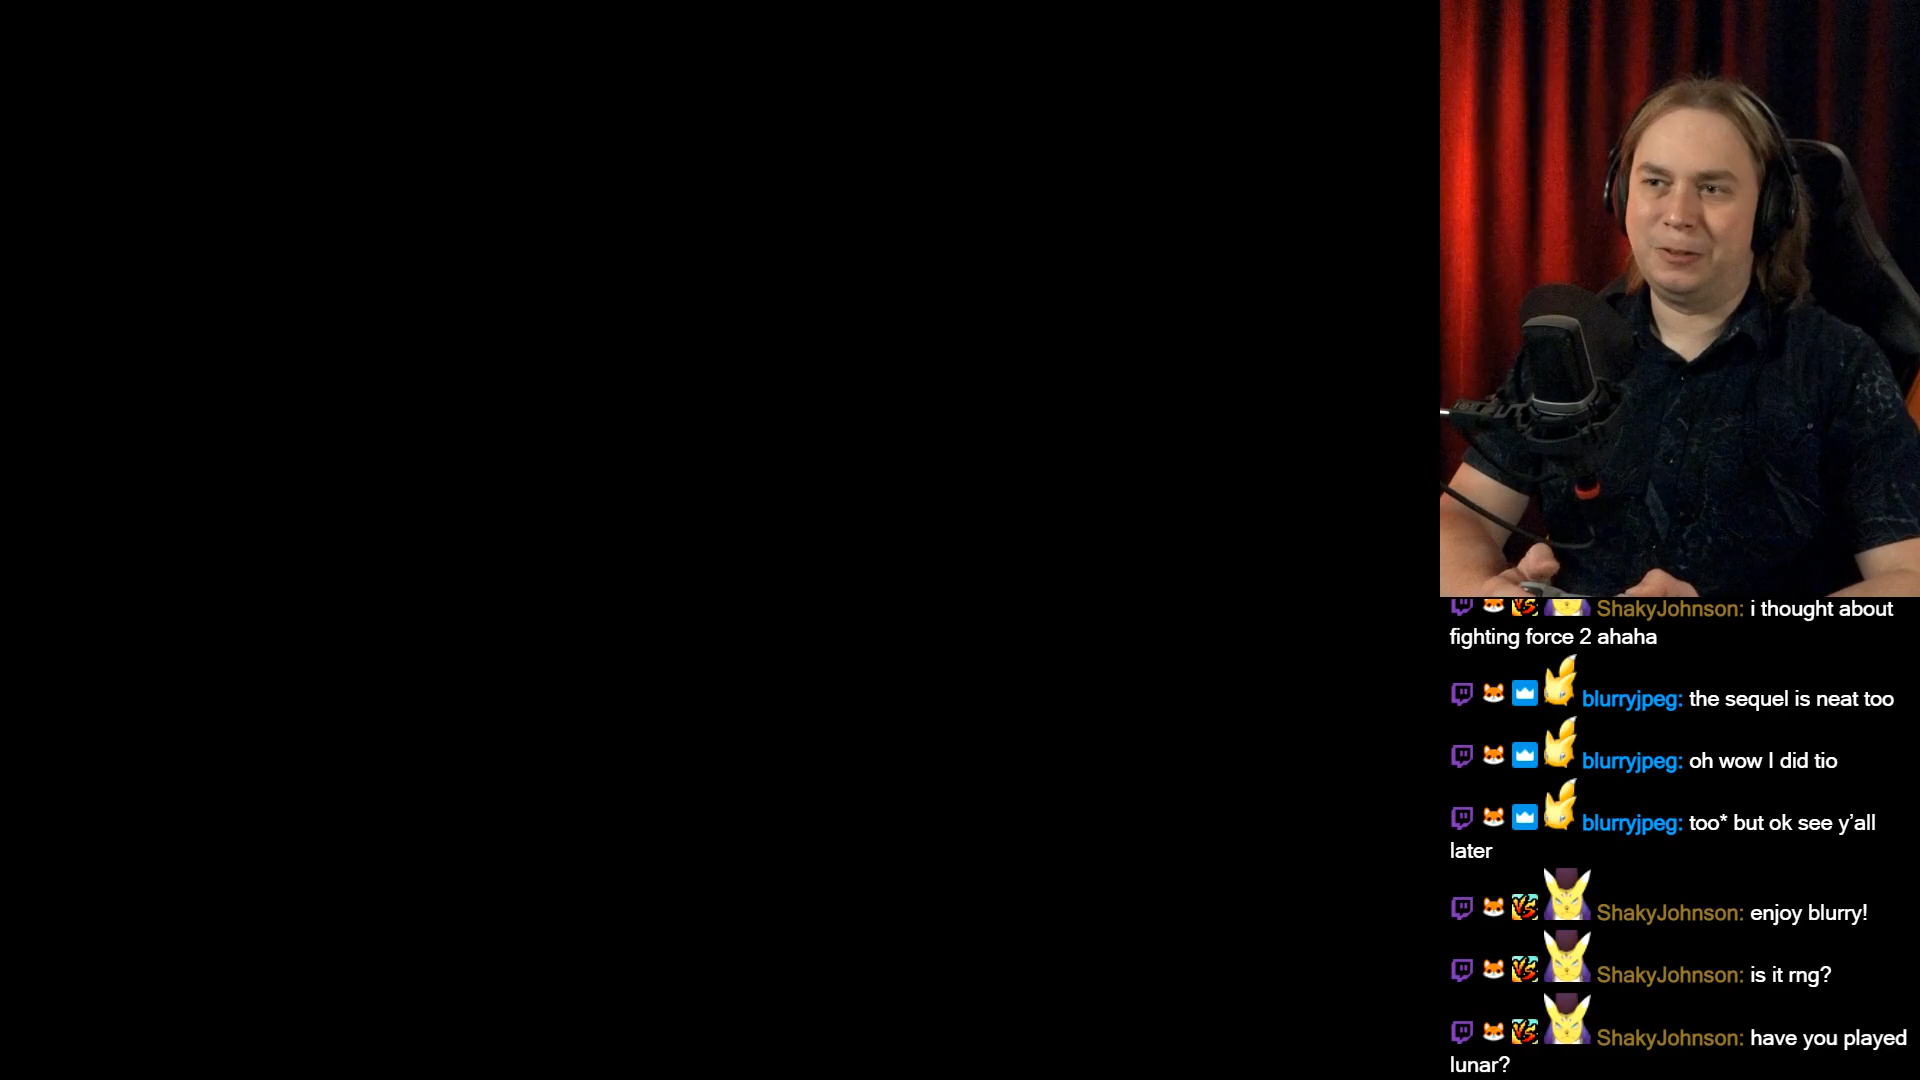 ShakyJohnson: i thought about
fighting force 2 ahaha
blurryjpeg: the sequel is neat too
blurryjpeg: oh wow I did tio
blurryjpeg: too* but ok see y’all
later
ShakyJohnson: enjoy blurry!
ShakyJohnson: is it rng?
ShakyJohnson: have you played
lunar?